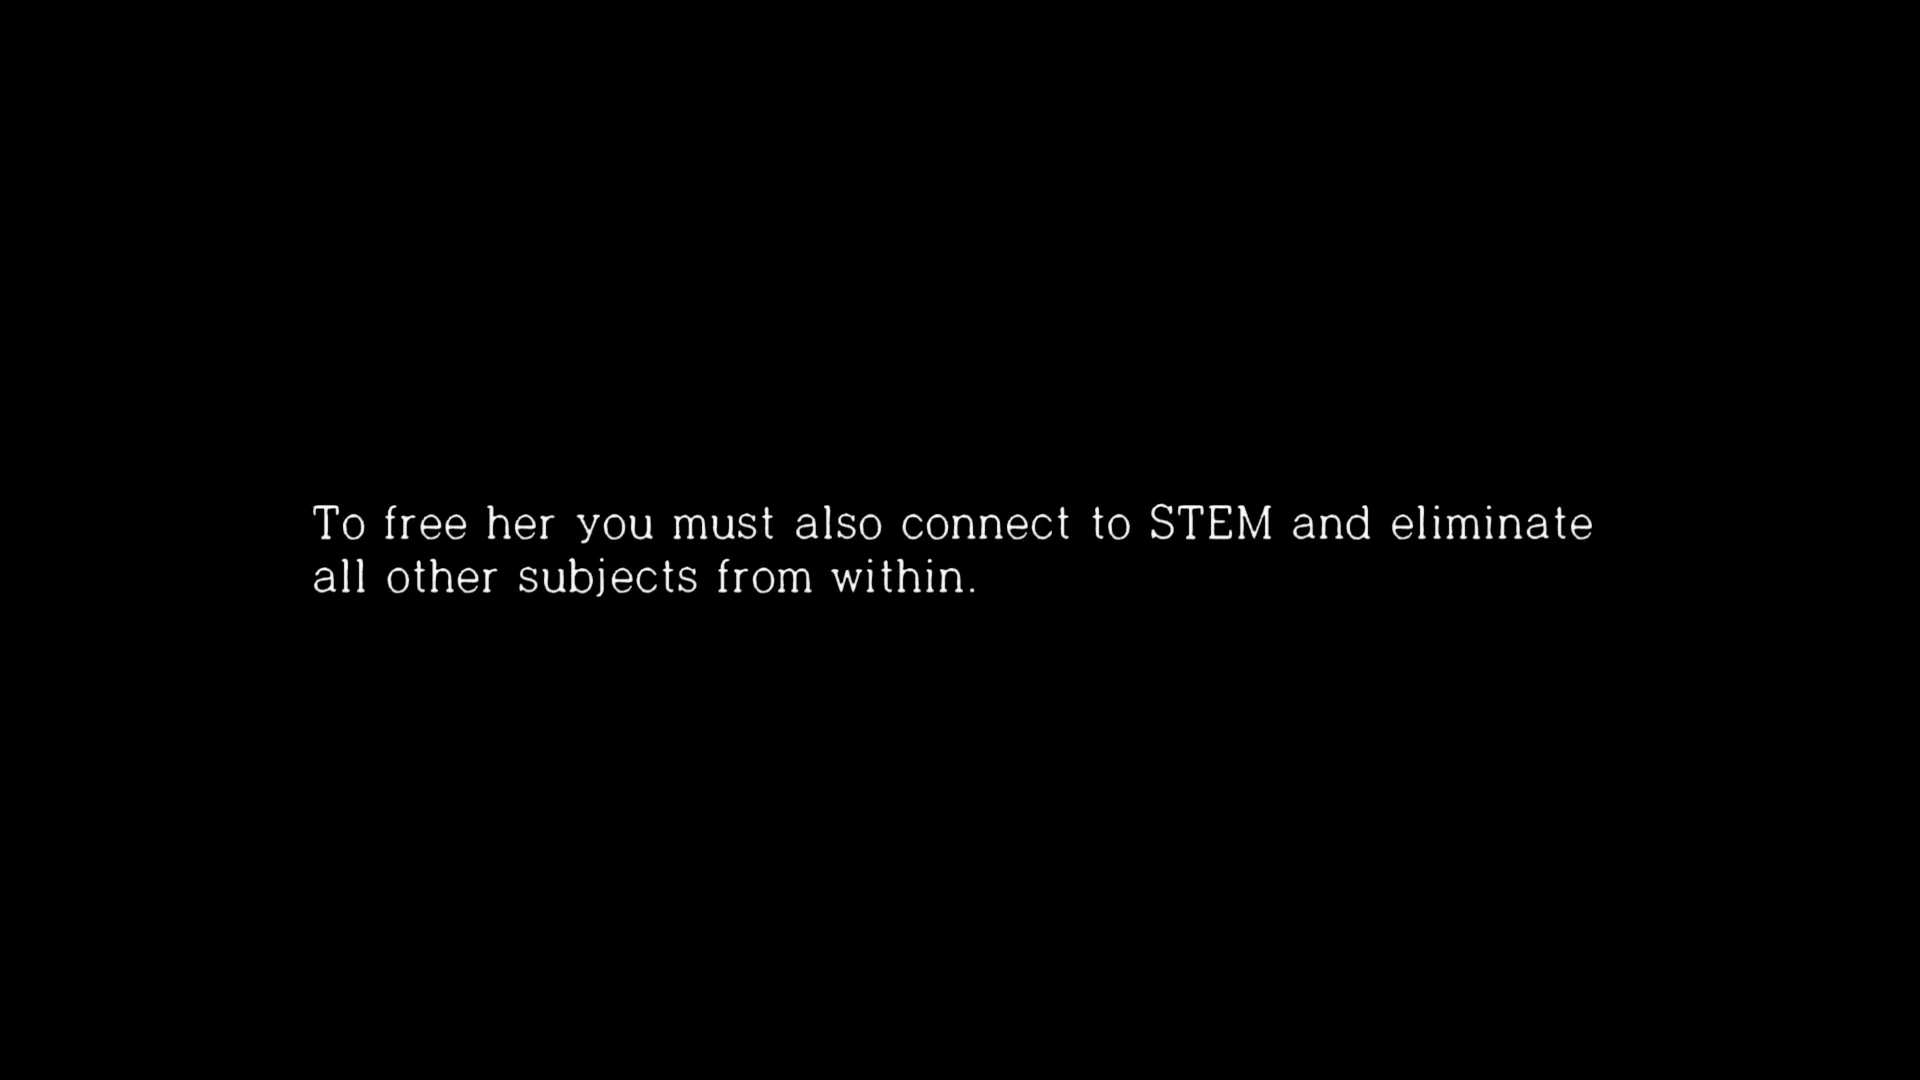 To free her you must also connect to STEM and eliminate
all other subjects from within.